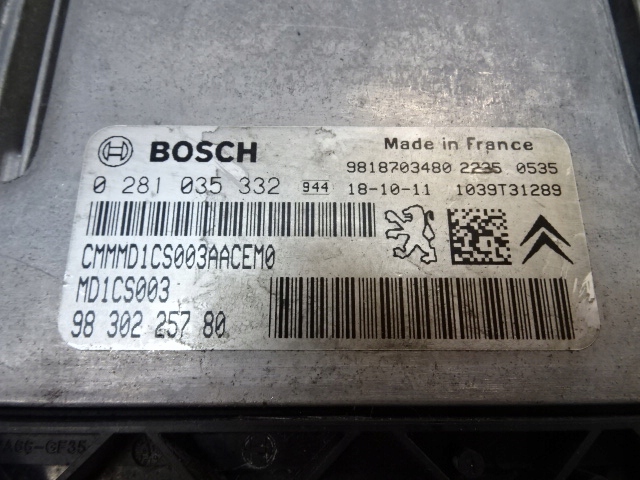 BOSCH
Made in France
9818703480 2235 0535
0 281 035 332 944 18-10-11 1039T31289
CMMMD1CS003AACEM0
MD1CS003
98 302 257 80